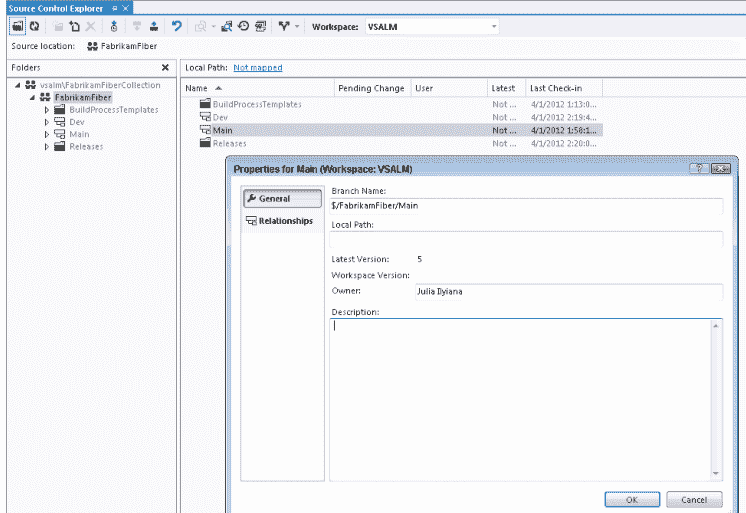 Source Control Explorer
Workspace: VSALM
Source location: FabrikamFiber
Folders
Local Path: Not mapped
vsalm\FabrikamFiberCollection
FabrikamFiber
BuildProcessTemplates
Dev
Main
Releases
Name Pending Change User Latest Last Check-in
BuildProcessTemplates Not ... 4/1/2012 1:13:0...
Dev Not ... 4/1/2012 2:19:4...
Main Not ... 4/1/2012 1:58:1...
Releases Not ... 4/1/2012 2:20:0...
Properties for Main (Workspace: VSALM)
General
Relationships
Branch Name:
$/FabrikamFiber/Main
Local Path:
Latest Version: 5
Workspace Version:
Owner: Julia Ilyiana
Description:
OK Cancel